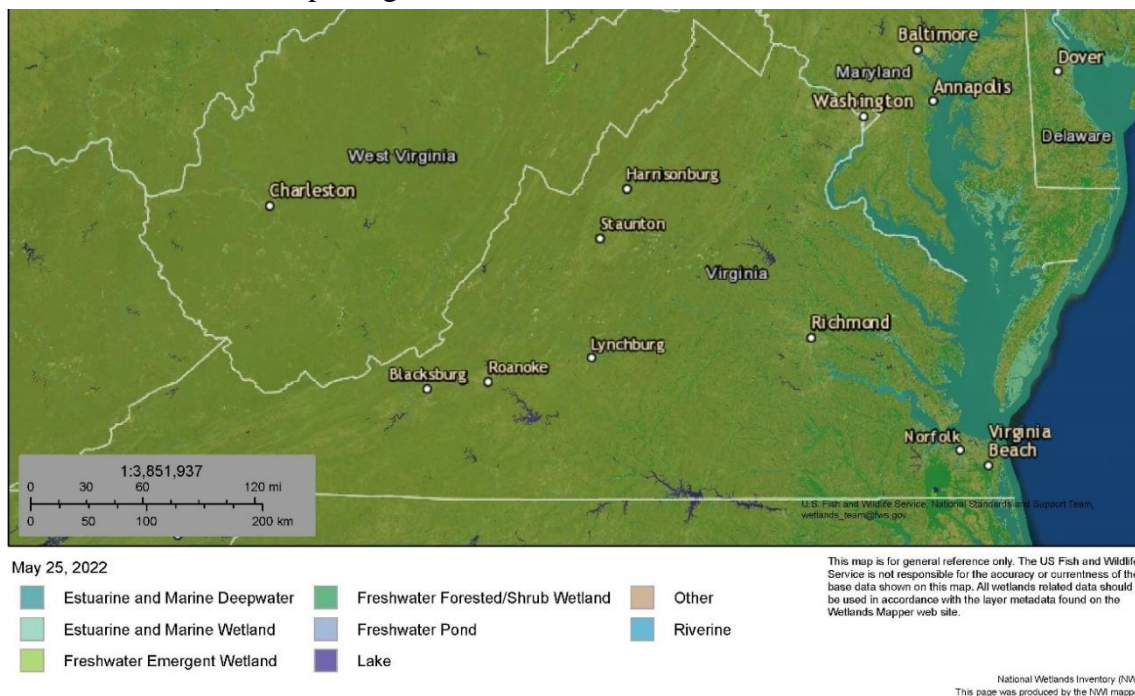 Baltimore
Dover
Maryland
Annapolis
Washington
Delaware
West Virginia
Harrisonburg
Charleston
Staunton
Virginia
Richmond
Lynchburg
Roanoke
Blacksburg
Norfolk
Virginia
Beach
1:3,851,937
0 30 60 120 mi
0 50 100 200 km
U.S. Fish and Wildlife Service, National Standards and Support Team,
wetlands_team@fws.gov
May 25, 2022
Estuarine and Marine Deepwater
Estuarine and Marine Wetland
Freshwater Emergent Wetland
Freshwater Forested/Shrub Wetland
Freshwater Pond
Lake
Other
Riverine
This map is for general reference only. The US Fish and Wildlife
Service is not responsible for the accuracy or currentness of the
base data shown on this map. All wetlands related data should
be used in accordance with the layer metadata found on the
Wetlands Mapper web site.
National Wetlands Inventory (NW
This page was produced by the NWI mapp